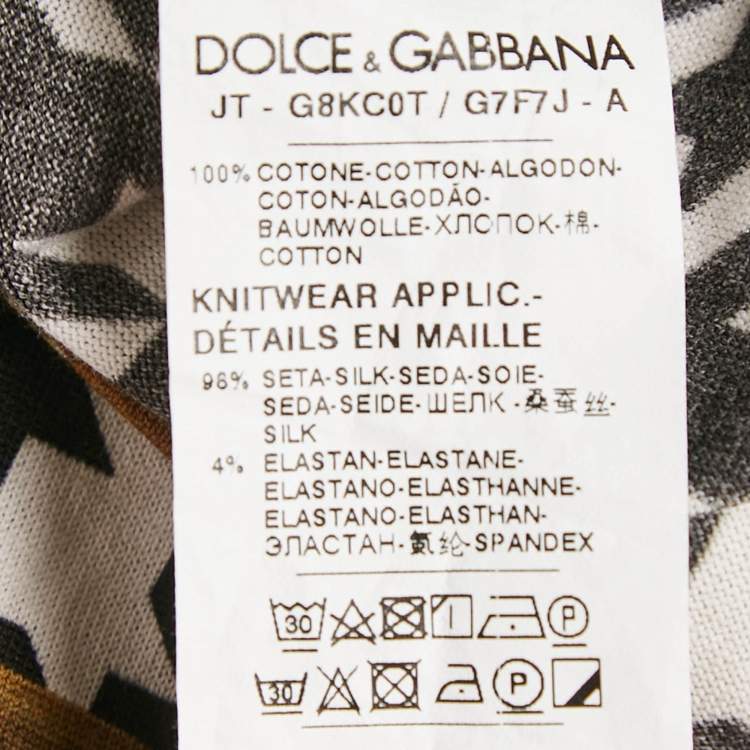 DOLCE & GABBANA
JT - G8KC0T / G7F7J - A
100% COTONE-COTTON-ALGODON-
COTON-ALGODÃO-
BAUMWOLLE-ХЛОПОК-棉-
COTTON
KNITWEAR APPLIC.-
DÉTAILS EN MAILLE
96% SETA-SILK-SEDA-SOIE-
SEDA-SEIDE-ШЕЛК -桑蚕丝-
SILK
4% ELASTAN-ELASTANE-
ELASTANO-ELASTHANNE-
ELASTANO-ELASTHAN-
ЭЛАСТАН-氨纶-SPANDEX
30 P
30 P